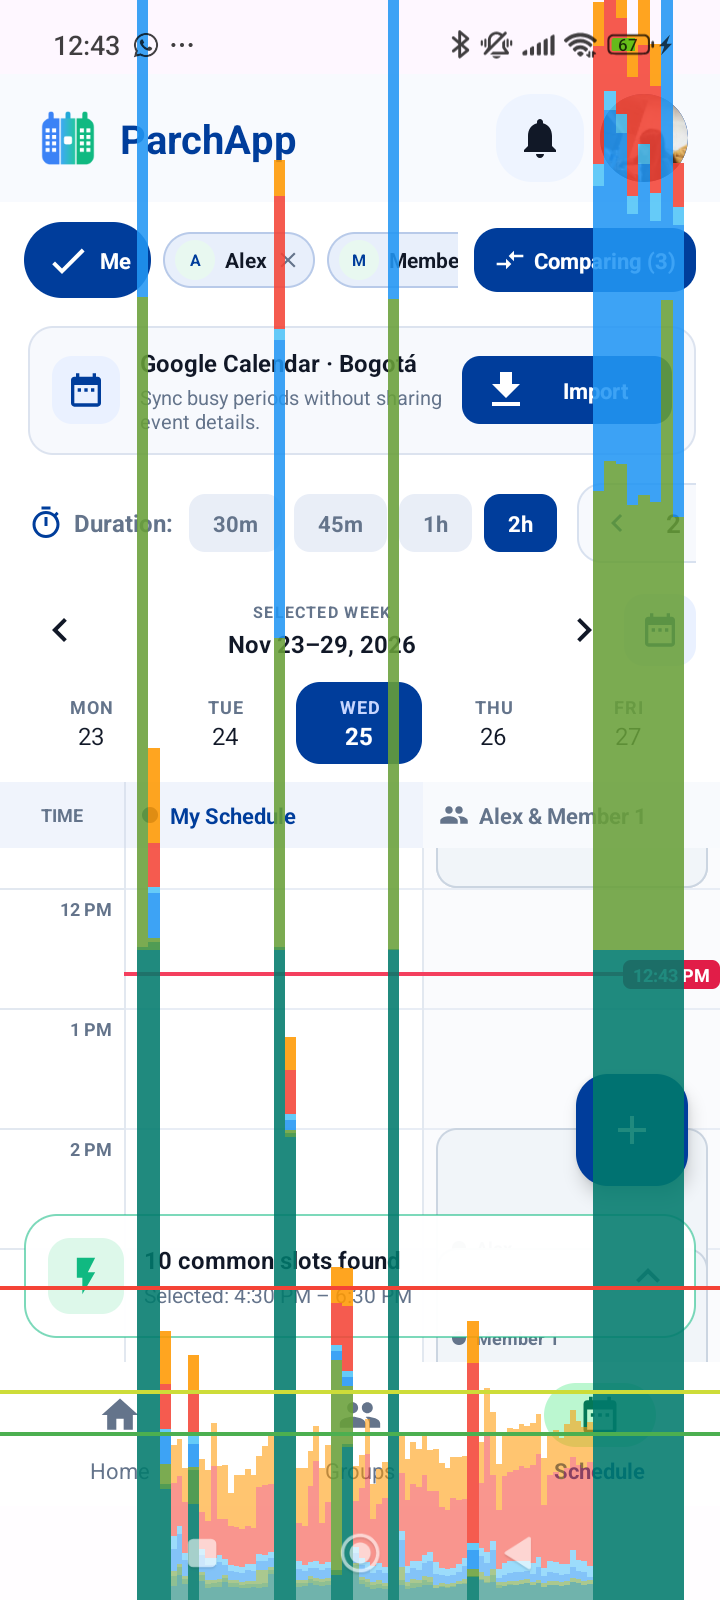 12:43
67
ParchApp
Me
A Alex
M Membe
Comparing (3)
Google Calendar · Bogotá
Sync busy periods without sharing
event details.
Import
Duration:
30m
45m
1h
2h
2
SELECTED WEEK
Nov 23–29, 2026
MON
23
TUE
24
WED
25
THU
26
FRI
27
TIME
My Schedule
Alex & Member 1
12 PM
12:43 PM
1 PM
2 PM
10 common slots found
Selected: 4:30 PM – 6:30 PM
Member 1
Home
Groups
Schedule